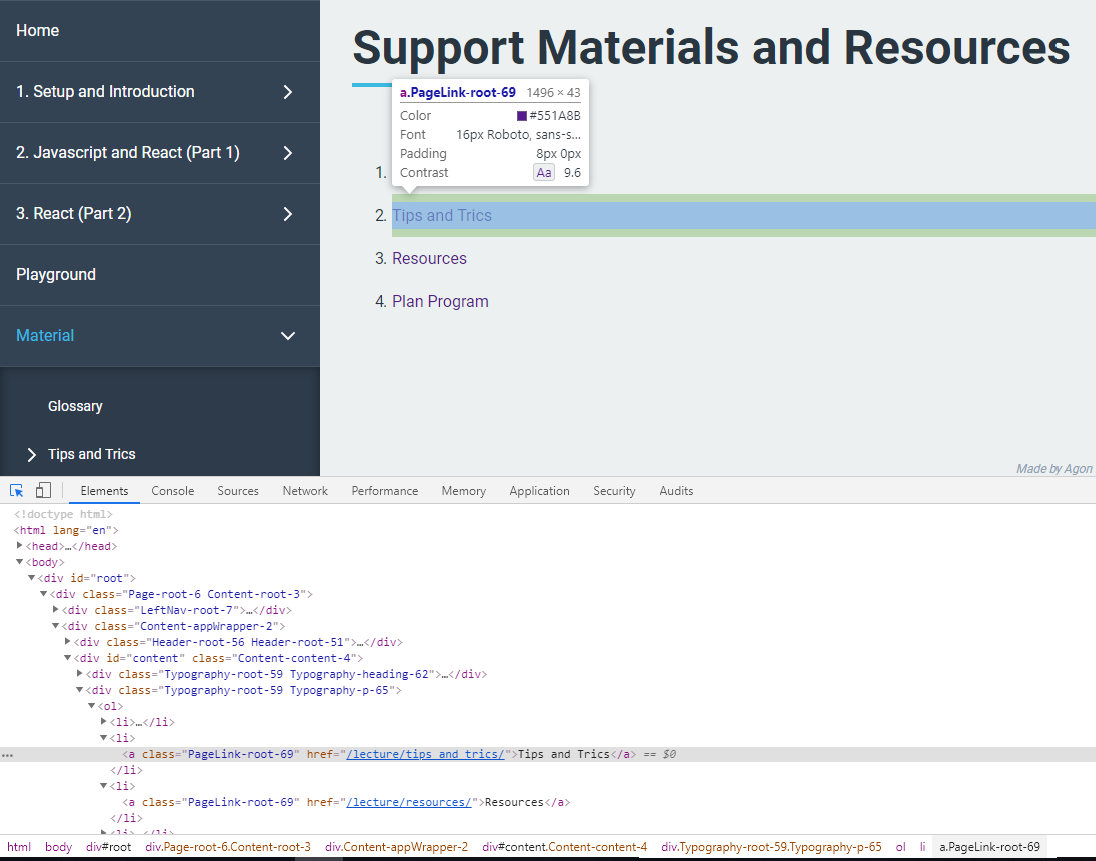 Home
1. Setup and Introduction
2. Javascript and React (Part 1)
3. React (Part 2)
Playground
Material
Glossary
Tips and Trics
Support Materials and Resources
a.PageLink-root-69 1496 × 43
Color #551A8B
Font 16px Roboto, sans-s...
Padding 8px 0px
Contrast Aa 9.6
1.
2. Tips and Trics
3. Resources
4. Plan Program
Made by Agon
Elements Console Sources Network Performance Memory Application Security Audits
<!doctype html>
<html lang="en">
<head>…</head>
<body>
<div id="root">
<div class="Page-root-6 Content-root-3">
<div class="LeftNav-root-7">…</div>
<div class="Content-appWrapper-2">
<div class="Header-root-56 Header-root-51">…</div>
<div id="content" class="Content-content-4">
<div class="Typography-root-59 Typography-heading-62">…</div>
<div class="Typography-root-59 Typography-p-65">
<ol>
<li>…</li>
<li>
... <a class="PageLink-root-69" href="/lecture/tips_and_trics/">Tips and Trics</a> == $0
</li>
<li>
<a class="PageLink-root-69" href="/lecture/resources/">Resources</a>
</li>
<li>…</li>
html body div#root div.Page-root-6.Content-root-3 div.Content-appWrapper-2 div#content.Content-content-4 div.Typography-root-59.Typography-p-65 ol li a.PageLink-root-69